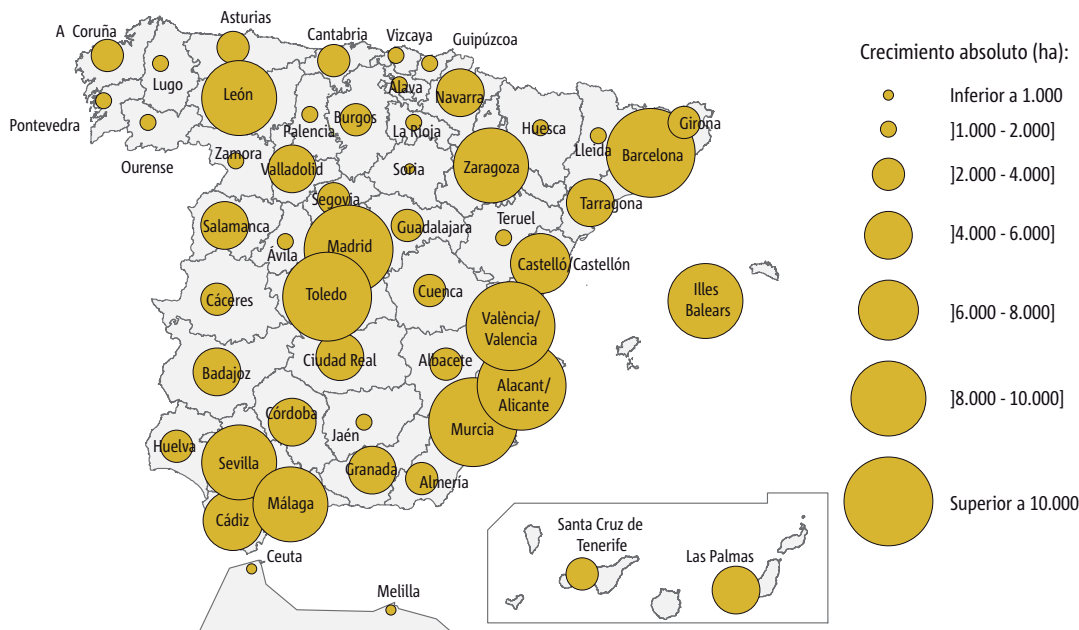 A Coruña
Asturias
Cantabria
Vizcaya
Guipúzcoa
Lugo
León
Álava
Navarra
Pontevedra
Palencia
Burgos
La Rioja
Huesca
Girona
Ourense
Zamora
Valladolid
Soria
Zaragoza
Lleida
Barcelona
Segovia
Tarragona
Salamanca
Ávila
Madrid
Guadalajara
Teruel
Castelló/Castellón
Cáceres
Toledo
Cuenca
València/
Valencia
Illes
Balears
Badajoz
Ciudad Real
Albacete
Alacant/
Alicante
Huelva
Córdoba
Jaén
Murcia
Sevilla
Granada
Almería
Cádiz
Málaga
Ceuta
Melilla
Santa Cruz de
Tenerife
Las Palmas
Crecimiento absoluto (ha):
Inferior a 1.000
]1.000 - 2.000]
]2.000 - 4.000]
]4.000 - 6.000]
]6.000 - 8.000]
]8.000 - 10.000]
Superior a 10.000